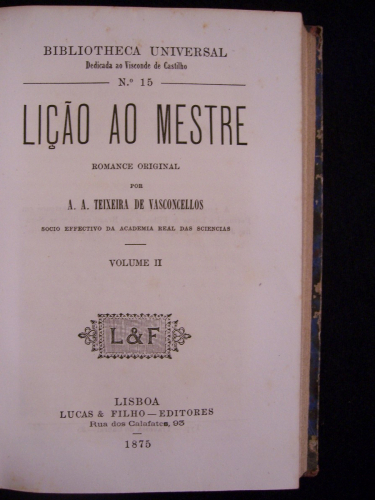 BIBLIOTHECA UNIVERSAL
Dedicada ao Visconde de Castilho
N.º 15
LIÇÃO AO MESTRE
ROMANCE ORIGINAL
POR
A. A. TEIXEIRA DE VASCONCELLOS
SOCIO EFFECTIVO DA ACADEMIA REAL DAS SCIENCIAS
VOLUME II
L&F
LISBOA
LUCAS & FILHO—EDITORES
Rua dos Calafates, 93
1875